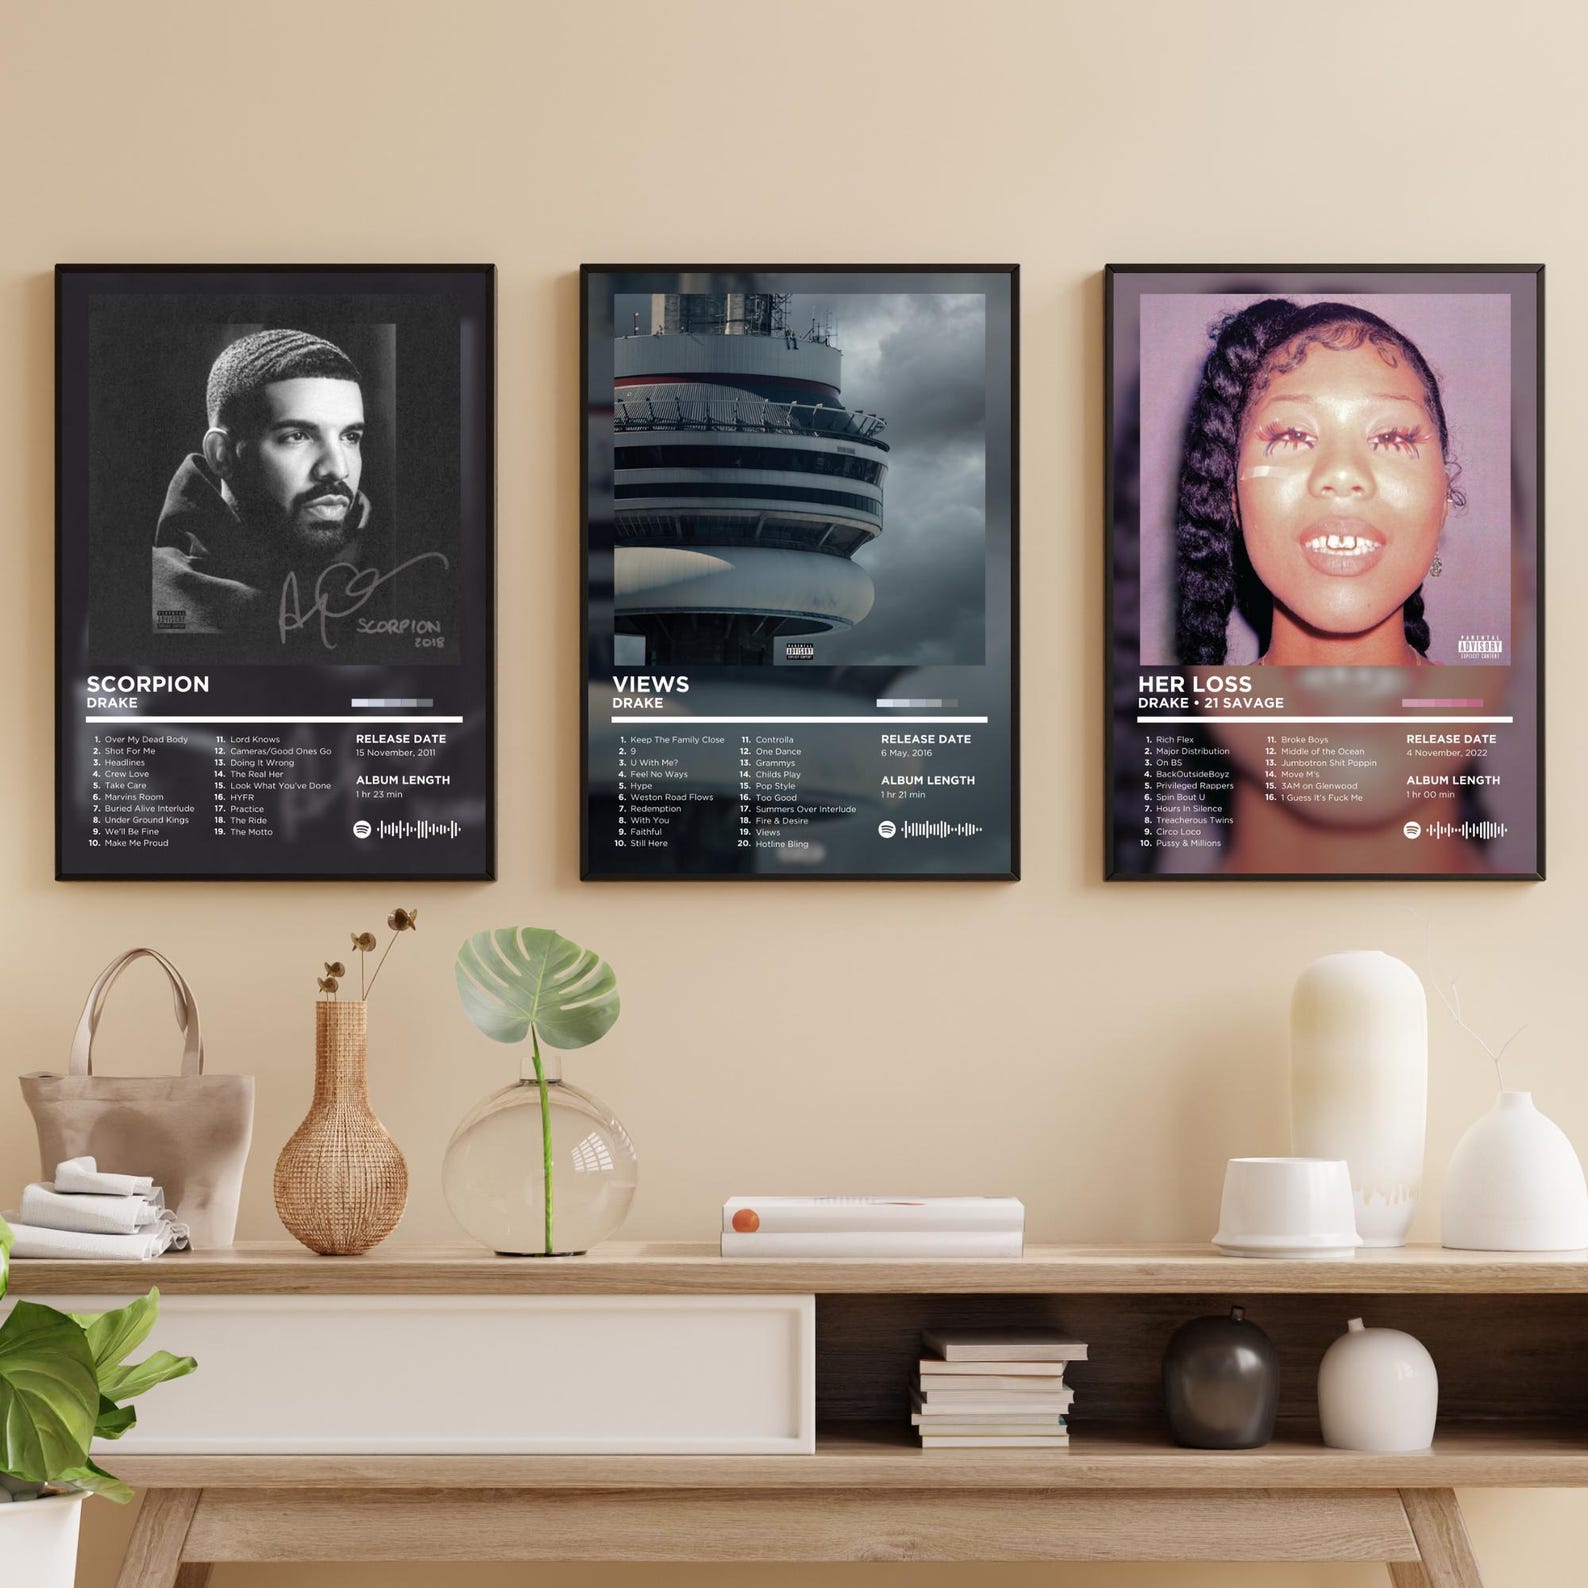 PARENTAL
ADVISORY
EXPLICIT CONTENT
SCORPION
2018
SCORPION
DRAKE
1. Over My Dead Body
2. Shot For Me
3. Headlines
4. Crew Love
5. Take Care
6. Marvins Room
7. Buried Alive Interlude
8. Under Ground Kings
9. We'll Be Fine
10. Make Me Proud
11. Lord Knows
12. Cameras/Good Ones Go
13. Doing It Wrong
14. The Real Her
15. Look What You've Done
16. HYFR
17. Practice
18. The Ride
19. The Motto
RELEASE DATE
15 November, 2011
ALBUM LENGTH
1 hr 23 min
PARENTAL
ADVISORY
EXPLICIT CONTENT
VIEWS
DRAKE
1. Keep The Family Close
2. 9
3. U With Me?
4. Feel No Ways
5. Hype
6. Weston Road Flows
7. Redemption
8. With You
9. Faithful
10. Still Here
11. Controlla
12. One Dance
13. Grammys
14. Childs Play
15. Pop Style
16. Too Good
17. Summers Over Interlude
18. Fire & Desire
19. Views
20. Hotline Bling
RELEASE DATE
6 May, 2016
ALBUM LENGTH
1 hr 21 min
PARENTAL
ADVISORY
EXPLICIT CONTENT
HER LOSS
DRAKE • 21 SAVAGE
1. Rich Flex
2. Major Distribution
3. On BS
4. BackOutsideBoyz
5. Privileged Rappers
6. Spin Bout U
7. Hours In Silence
8. Treacherous Twins
9. Circo Loco
10. Pussy & Millions
11. Broke Boys
12. Middle of the Ocean
13. Jumbotron Shit Poppin
14. Move M's
15. 3AM on Glenwood
16. I Guess It's Fuck Me
RELEASE DATE
4 November, 2022
ALBUM LENGTH
1 hr 00 min